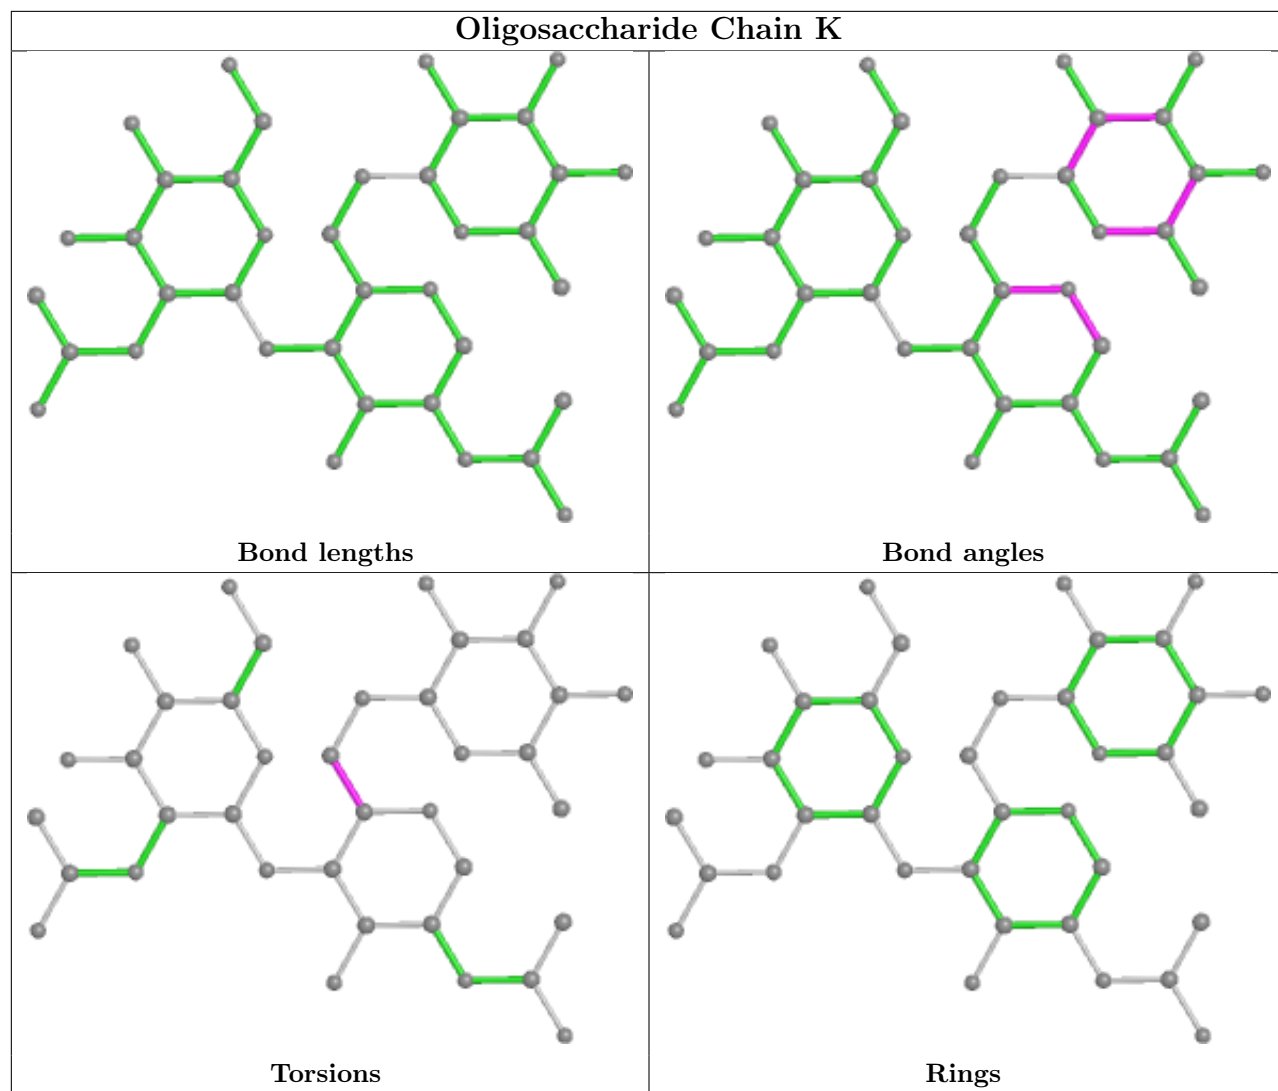 Oligosaccharide Chain K
Bond lengths
Bond angles
Torsions
Rings